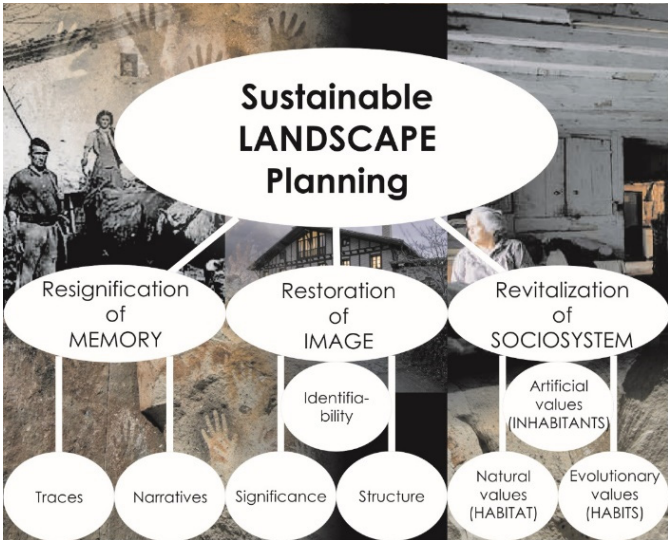 Sustainable
LANDSCAPE
Planning
Resignification
of
MEMORY
Restoration
of
IMAGE
Revitalization
of
SOCIOSYSTEM
Identifia-
bility
Artificial
values
(INHABITANTS)
Traces
Narratives
Significance
Structure
Natural
values
(HABITAT)
Evolutionary
values
(HABITS)